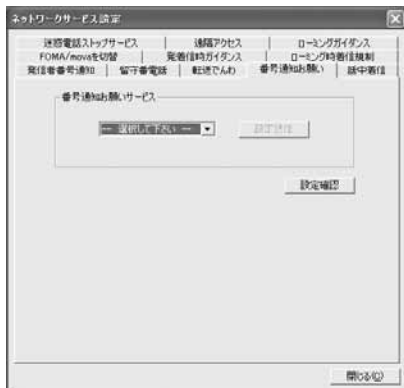 ネットワークサービス設定
迷惑電話ストップサービス 遠隔アクセス ローミングガイダンス
FOMA/movaを切替 発着信時ガイダンス ローミング時着信規制
発信者番号通知 留守番電話 転送でんわ 番号通知お願い 話中着信
番号通知お願いサービス
-- 選択して下さい --
設定送信
設定確認
閉じる(C)